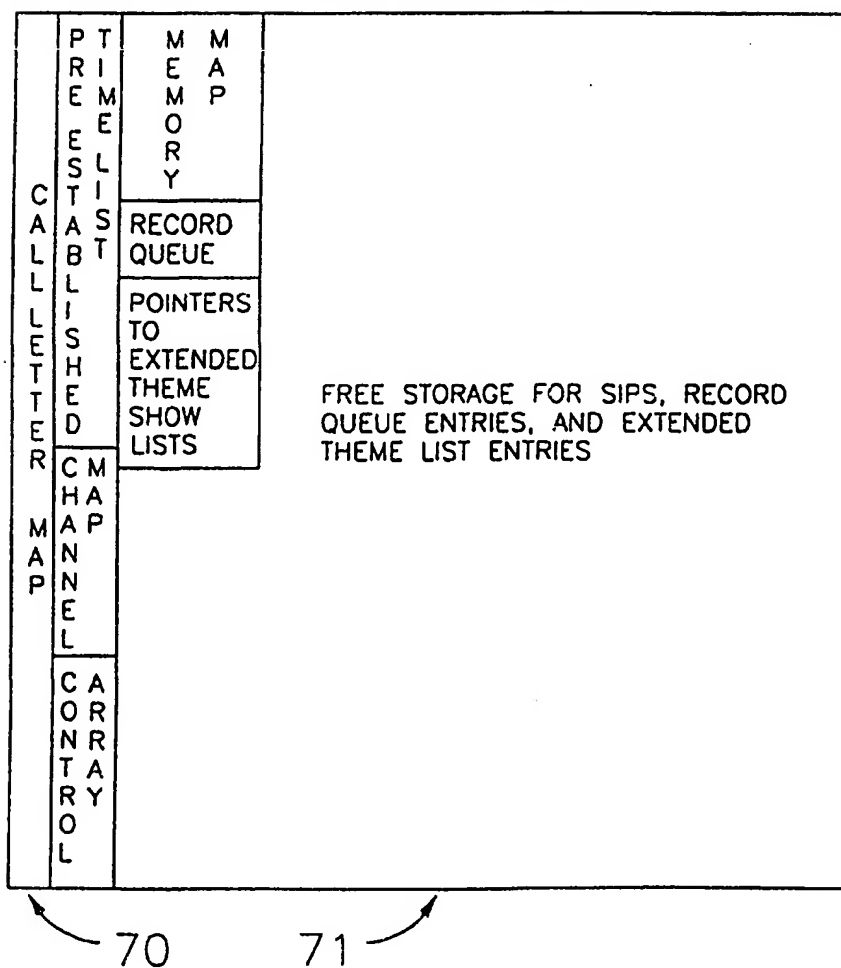 CALL LETTER MAP
PRE ESTABLISHED
TIME LIST
CHANNEL
MAP
CONTROL
ARRAY
MEMORY
MAP
RECORD
QUEUE
POINTERS
TO
EXTENDED
THEME
SHOW
LISTS
FREE STORAGE FOR SIPS, RECORD
QUEUE ENTRIES, AND EXTENDED
THEME LIST ENTRIES
70
71